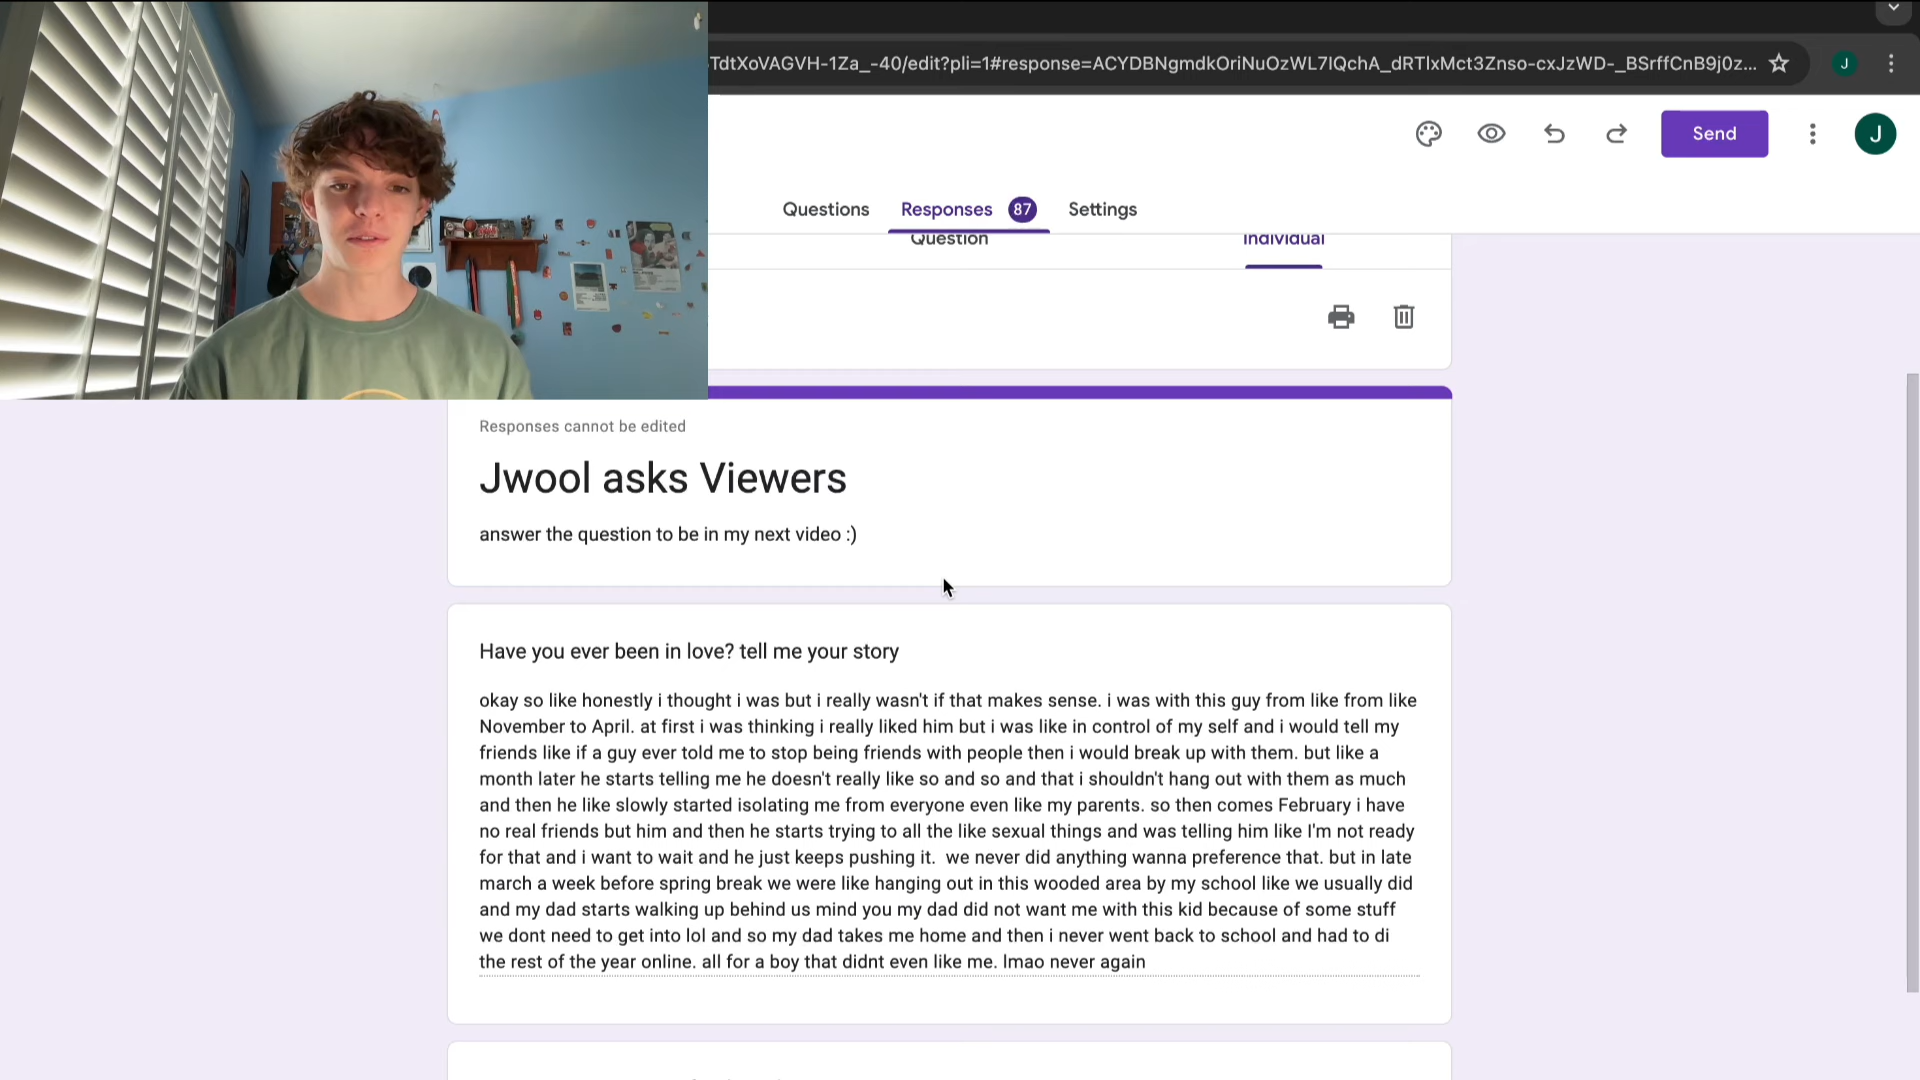 TdtXoVAGVH-1Za_-40/edit?pli=1#response=ACYDBNgmdkOriNuOzWL7IQchA_dRTlxMct3Znso-cxJzWD-_BSrffCnB9j0z...
J
Send
J
Questions
Responses 87
Settings
Question
Individual
Responses cannot be edited
Jwool asks Viewers
answer the question to be in my next video :)
Have you ever been in love? tell me your story
okay so like honestly i thought i was but i really wasn't if that makes sense. i was with this guy from like from like
November to April. at first i was thinking i really liked him but i was like in control of my self and i would tell my
friends like if a guy ever told me to stop being friends with people then i would break up with them. but like a
month later he starts telling me he doesn't really like so and so and that i shouldn't hang out with them as much
and then he like slowly started isolating me from everyone even like my parents. so then comes February i have
no real friends but him and then he starts trying to all the like sexual things and was telling him like I'm not ready
for that and i want to wait and he just keeps pushing it.  we never did anything wanna preference that. but in late
march a week before spring break we were like hanging out in this wooded area by my school like we usually did
and my dad starts walking up behind us mind you my dad did not want me with this kid because of some stuff
we dont need to get into lol and so my dad takes me home and then i never went back to school and had to di
the rest of the year online. all for a boy that didnt even like me. lmao never again